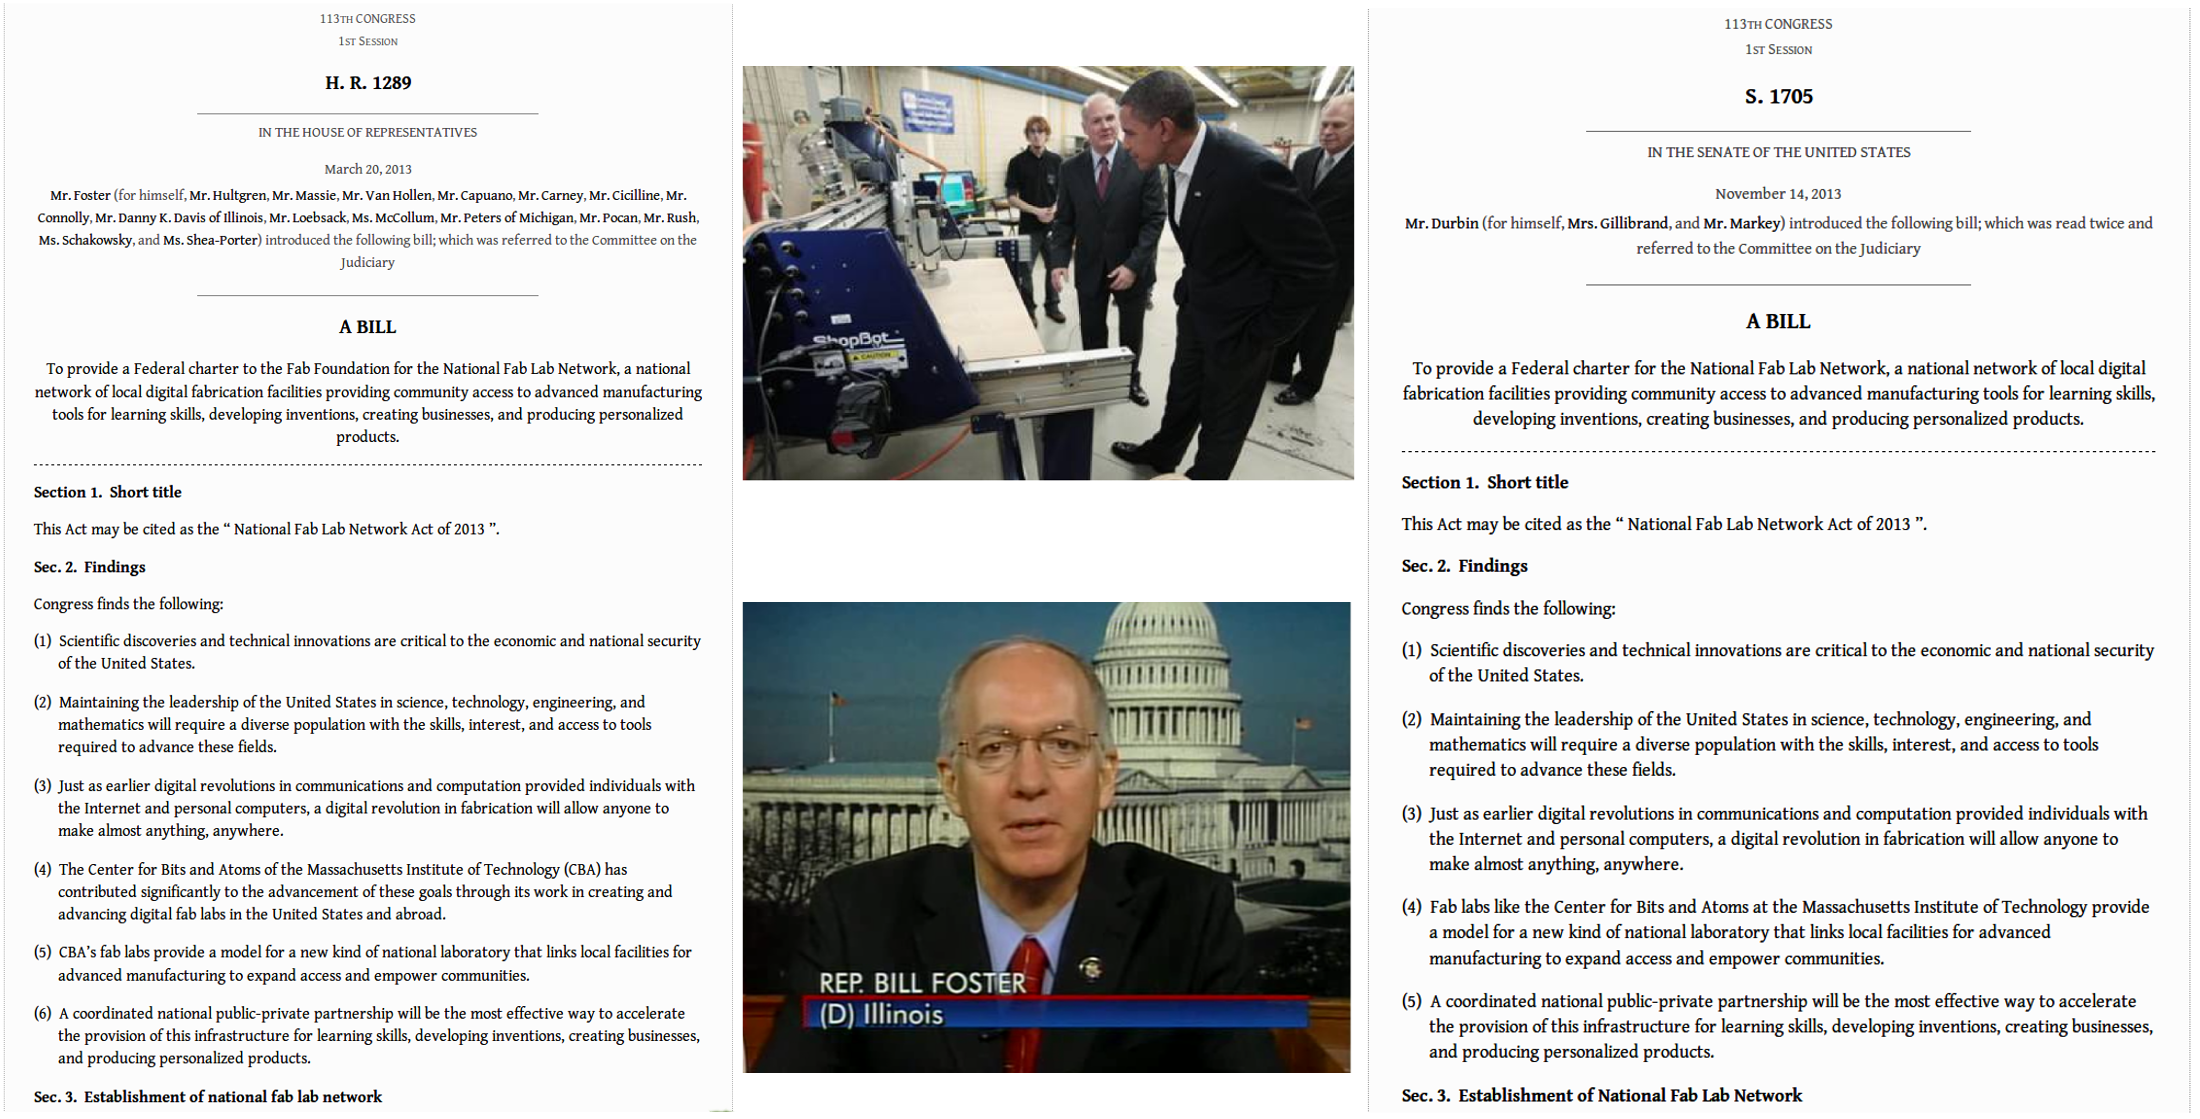 113TH CONGRESS
1ST SESSION
H. R. 1289
IN THE HOUSE OF REPRESENTATIVES
March 20, 2013
Mr. Foster (for himself, Mr. Hultgren, Mr. Massie, Mr. Van Hollen, Mr. Capuano, Mr. Carney, Mr. Cicilline, Mr.
Connolly, Mr. Danny K. Davis of Illinois, Mr. Loebsack, Ms. McCollum, Mr. Peters of Michigan, Mr. Pocan, Mr. Rush,
Ms. Schakowsky, and Ms. Shea-Porter) introduced the following bill; which was referred to the Committee on the
Judiciary
A BILL
To provide a Federal charter to the Fab Foundation for the National Fab Lab Network, a national
network of local digital fabrication facilities providing community access to advanced manufacturing
tools for learning skills, developing inventions, creating businesses, and producing personalized
products.
Section 1. Short title
This Act may be cited as the “ National Fab Lab Network Act of 2013 ”.
Sec. 2. Findings
Congress finds the following:
(1) Scientific discoveries and technical innovations are critical to the economic and national security
of the United States.
(2) Maintaining the leadership of the United States in science, technology, engineering, and
mathematics will require a diverse population with the skills, interest, and access to tools
required to advance these fields.
(3) Just as earlier digital revolutions in communications and computation provided individuals with
the Internet and personal computers, a digital revolution in fabrication will allow anyone to
make almost anything, anywhere.
(4) The Center for Bits and Atoms of the Massachusetts Institute of Technology (CBA) has
contributed significantly to the advancement of these goals through its work in creating and
advancing digital fab labs in the United States and abroad.
(5) CBA’s fab labs provide a model for a new kind of national laboratory that links local facilities for
advanced manufacturing to expand access and empower communities.
(6) A coordinated national public-private partnership will be the most effective way to accelerate
the provision of this infrastructure for learning skills, developing inventions, creating businesses,
and producing personalized products.
Sec. 3. Establishment of national fab lab network
ShopBot
CAUTION
REP. BILL FOSTER
(D) Illinois
113TH CONGRESS
1ST SESSION
S. 1705
IN THE SENATE OF THE UNITED STATES
November 14, 2013
Mr. Durbin (for himself, Mrs. Gillibrand, and Mr. Markey) introduced the following bill; which was read twice and
referred to the Committee on the Judiciary
A BILL
To provide a Federal charter for the National Fab Lab Network, a national network of local digital
fabrication facilities providing community access to advanced manufacturing tools for learning skills,
developing inventions, creating businesses, and producing personalized products.
Section 1. Short title
This Act may be cited as the “ National Fab Lab Network Act of 2013 ”.
Sec. 2. Findings
Congress finds the following:
(1) Scientific discoveries and technical innovations are critical to the economic and national security
of the United States.
(2) Maintaining the leadership of the United States in science, technology, engineering, and
mathematics will require a diverse population with the skills, interest, and access to tools
required to advance these fields.
(3) Just as earlier digital revolutions in communications and computation provided individuals with
the Internet and personal computers, a digital revolution in fabrication will allow anyone to
make almost anything, anywhere.
(4) Fab labs like the Center for Bits and Atoms at the Massachusetts Institute of Technology provide
a model for a new kind of national laboratory that links local facilities for advanced
manufacturing to expand access and empower communities.
(5) A coordinated national public-private partnership will be the most effective way to accelerate
the provision of this infrastructure for learning skills, developing inventions, creating businesses,
and producing personalized products.
Sec. 3. Establishment of National Fab Lab Network